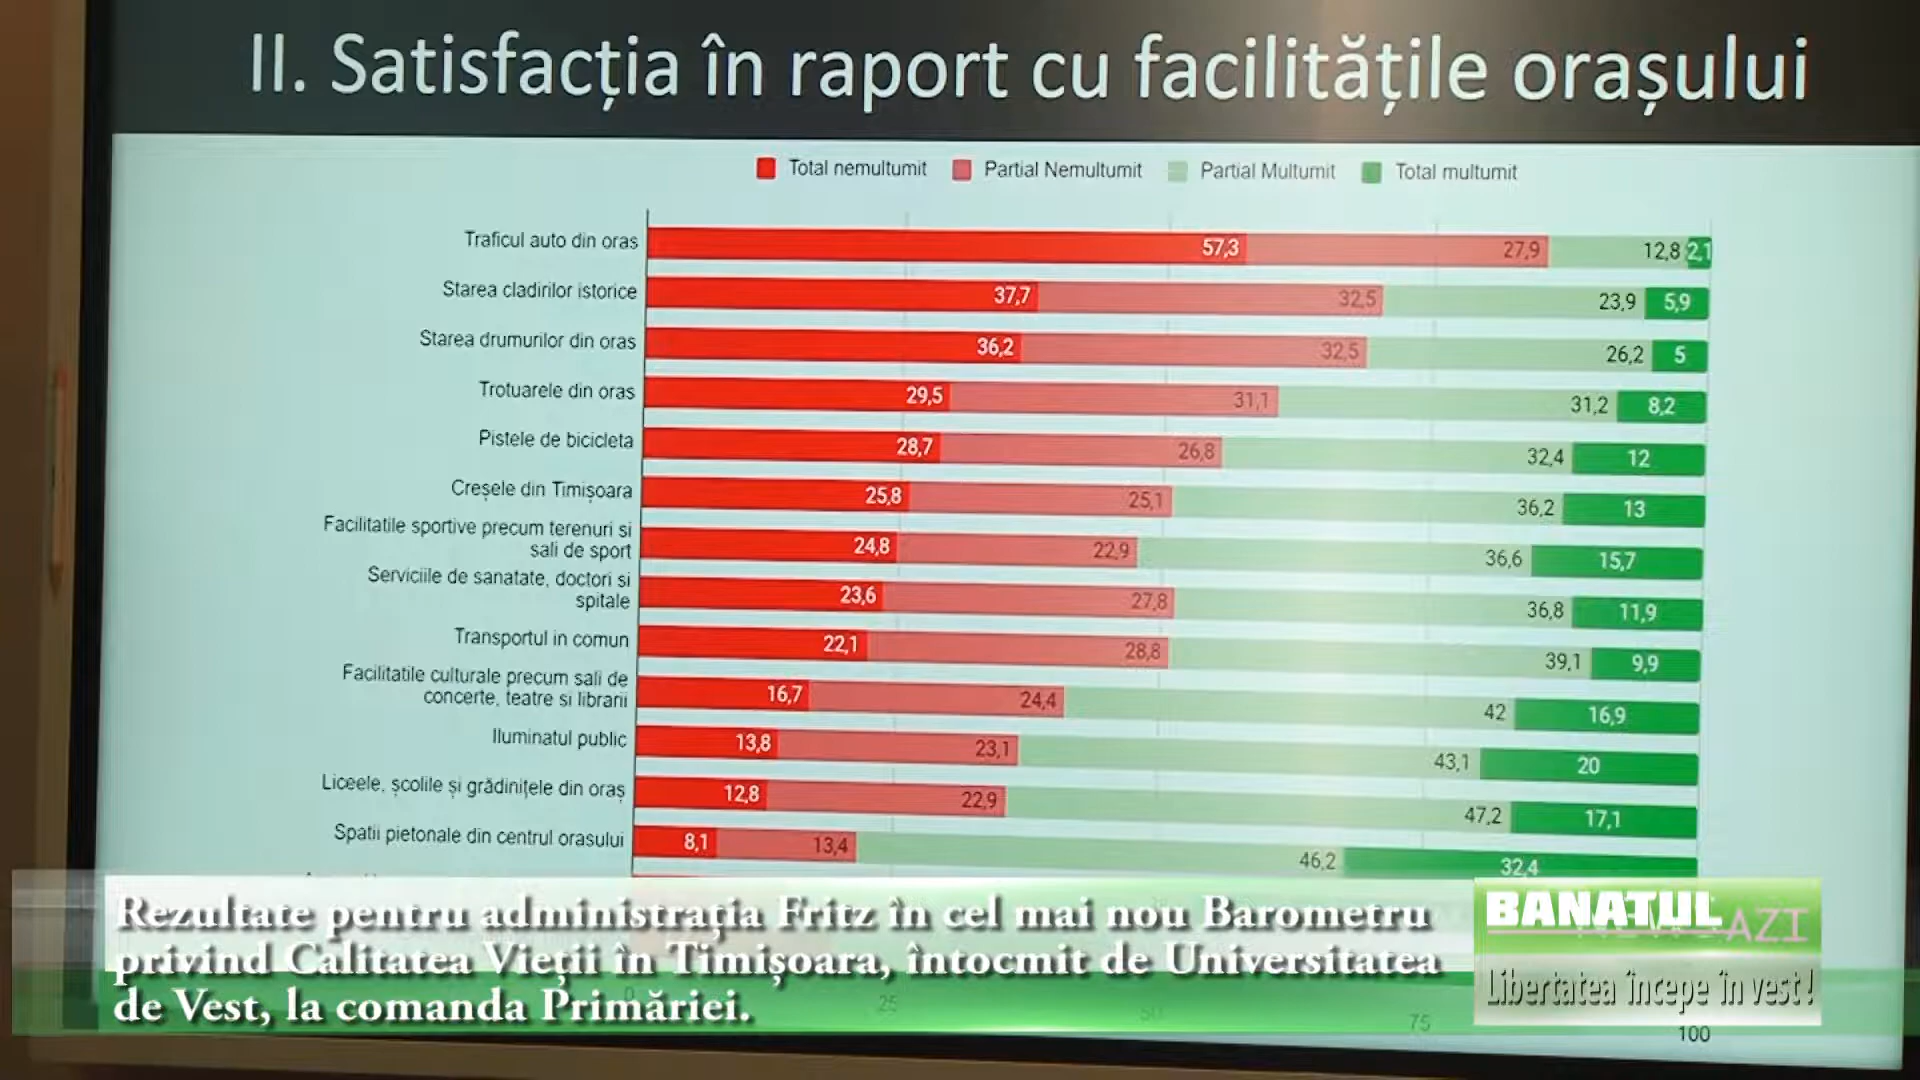 II. Satisfacția în raport cu facilitățile orașului
Total nemultumit Partial Nemultumit Partial Multumit Total multumit
Traficul auto din oras 57,3 27,9 12,8 2,1
Starea cladirilor istorice 37,7 32,5 23,9 5,9
Starea drumurilor din oras 36,2 32,5 26,2 5
Trotuarele din oras 29,5 31,1 31,2 8,2
Pistele de bicicleta 28,7 26,8 32,4 12
Creșele din Timișoara 25,8 25,1 36,2 13
Facilitatile sportive precum terenuri si
sali de sport 24,8 22,9 36,6 15,7
Serviciile de sanatate, doctori si
spitale 23,6 27,8 36,8 11,9
Transportul in comun 22,1 28,8 39,1 9,9
Facilitatile culturale precum sali de
concerte, teatre si librarii 16,7 24,4 42 16,9
Iluminatul public 13,8 23,1 43,1 20
Liceele, școlile și grădinițele din oraș 12,8 22,9 47,2 17,1
Spatii pietonale din centrul orasului 8,1 13,4 46,2 32,4
Rezultate pentru administrația Fritz în cel mai nou Barometru
privind Calitatea Vieții în Timișoara, întocmit de Universitatea
de Vest, la comanda Primăriei.
BANATUL
AZI
Libertatea începe în vest!
0 25 50 75 100